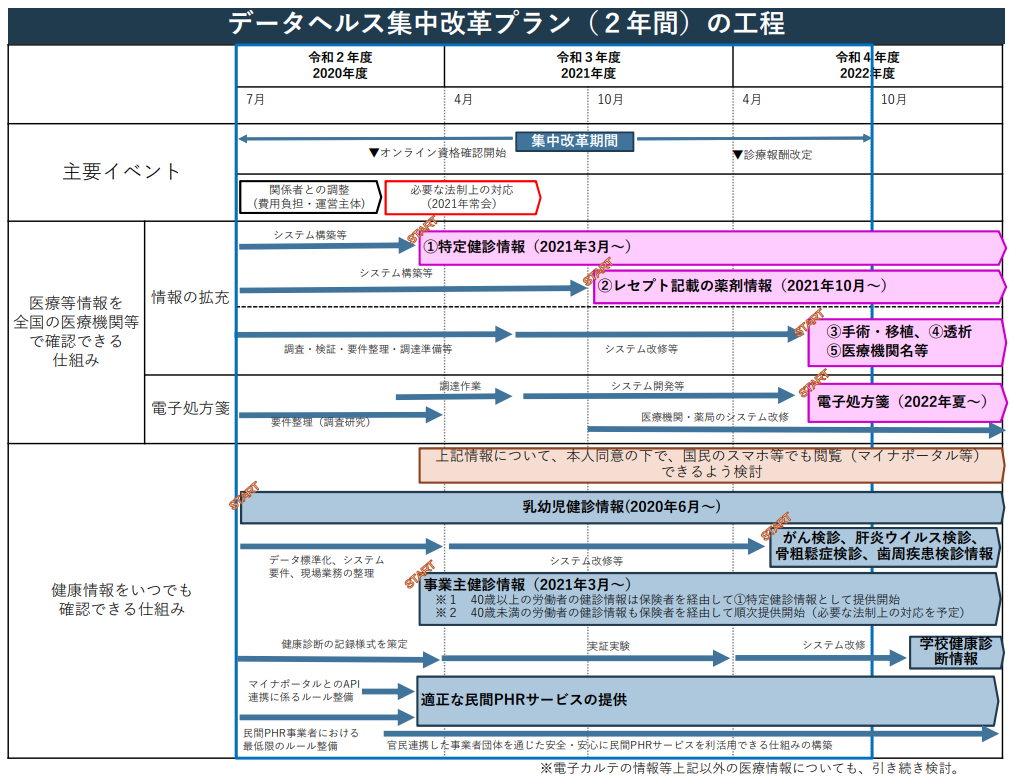 データヘルス集中改革プラン（２年間）の工程
令和２年度
2020年度
令和３年度
2021年度
令和４年度
2022年度
7月
4月
10月
4月
10月
主要イベント
集中改革期間
▼オンライン資格確認開始
▼診療報酬改定
関係者との調整
（費用負担・運営主体）
必要な法制上の対応
（2021年常会）
医療等情報を
全国の医療機関等
で確認できる
仕組み
情報の拡充
システム構築等
START
①特定健診情報（2021年3月～）
システム構築等
START
②レセプト記載の薬剤情報（2021年10月～）
調査・検証・要件整理・調達準備等
システム改修等
START
③手術・移植、④透析
⑤医療機関名等
電子処方箋
調達作業
要件整理（調査研究）
システム開発等
START
電子処方箋（2022年夏～）
医療機関・薬局のシステム改修
健康情報をいつでも
確認できる仕組み
上記情報について、本人同意の下で、国民のスマホ等でも閲覧（マイナポータル等）
できるよう検討
START
乳幼児健診情報(2020年6月～)
データ標準化、システム
要件、現場業務の整理
システム改修等
START
がん検診、肝炎ウイルス検診、
骨粗鬆症検診、歯周疾患検診情報
START
事業主健診情報（2021年3月～）
※１　40歳以上の労働者の健診情報は保険者を経由して①特定健診情報として提供開始
※２　40歳未満の労働者の健診情報も保険者を経由して順次提供開始（必要な法制上の対応を予定）
健康診断の記録様式を策定
実証実験
システム改修
学校健康診
断情報
マイナポータルとのAPI
連携に係るルール整備
適正な民間PHRサービスの提供
民間PHR事業者における
最低限のルール整備
官民連携した事業者団体を通じた安全・安心に民間PHRサービスを利活用できる仕組みの構築
※電子カルテの情報等上記以外の医療情報についても、引き続き検討。